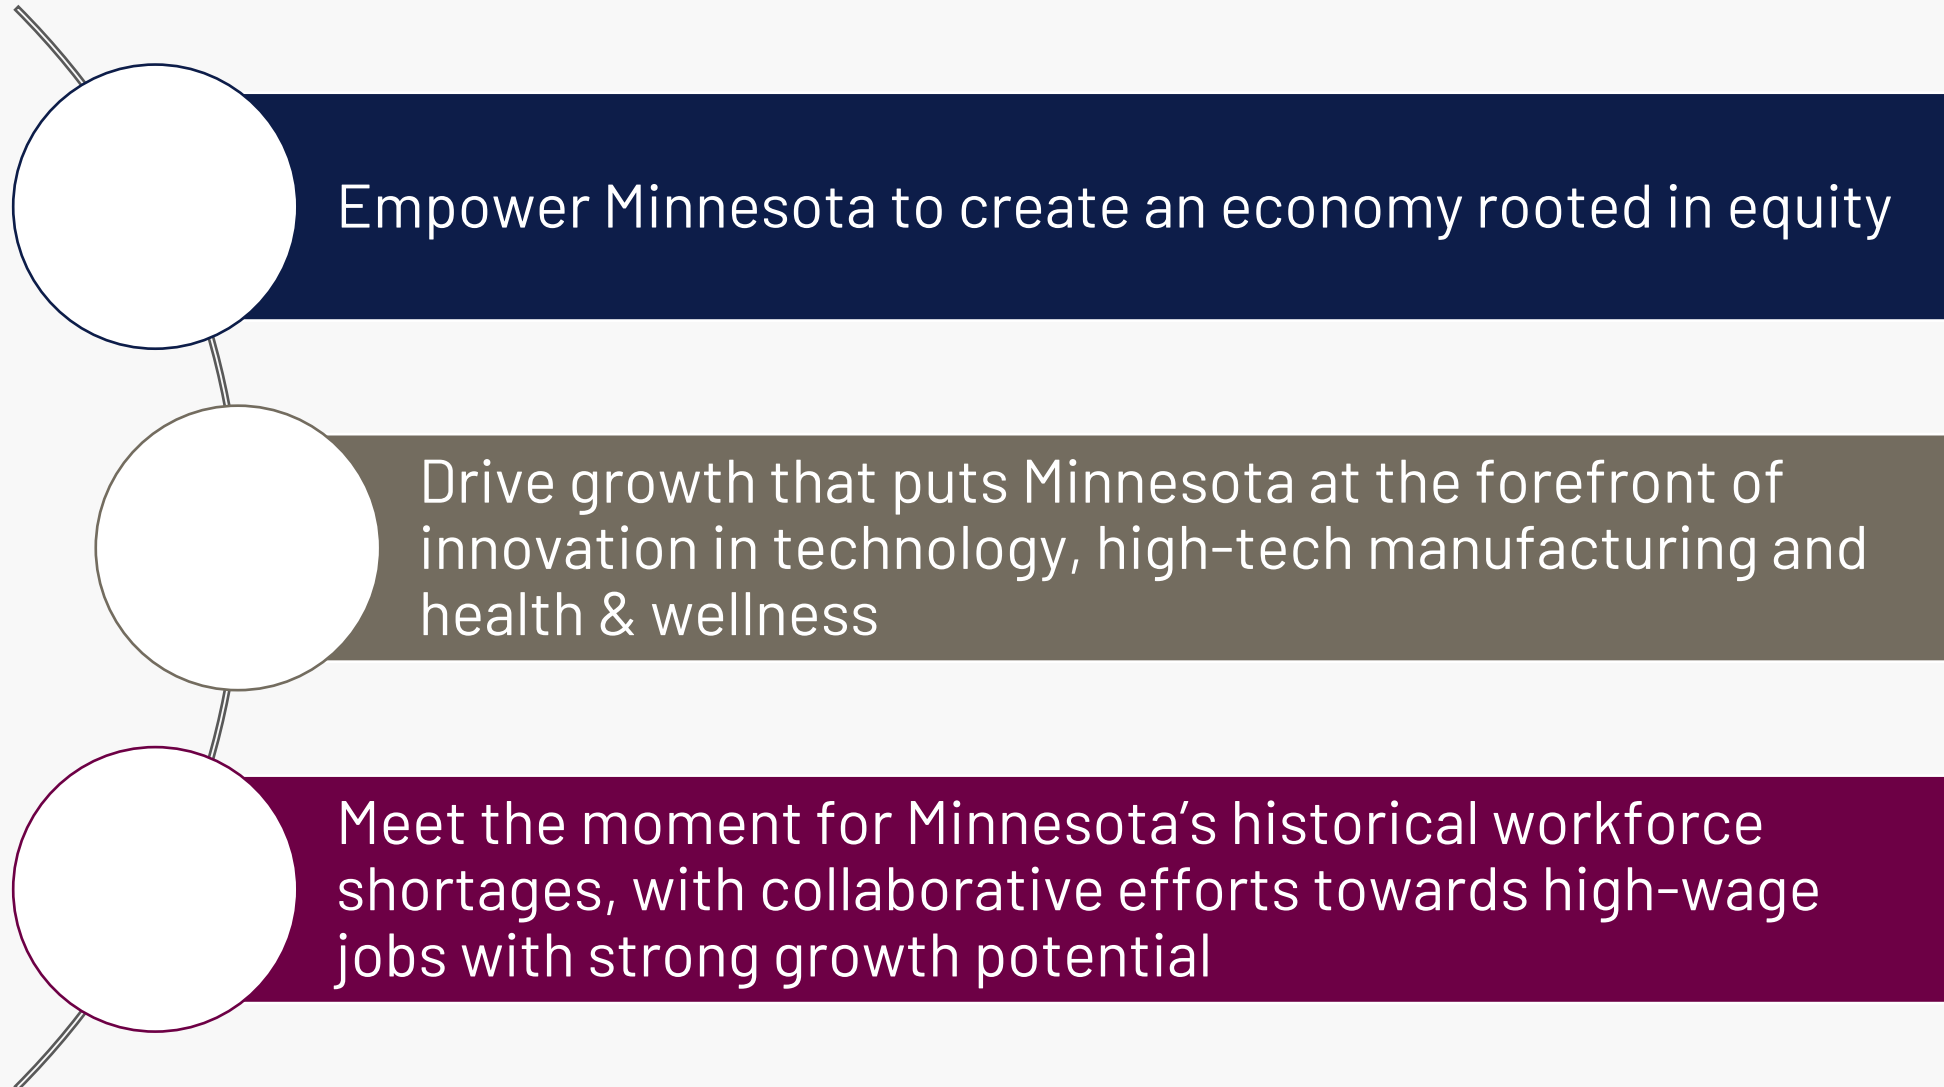 Empower Minnesota to create an economy rooted in equity
Drive growth that puts Minnesota at the forefront of
innovation in technology, high-tech manufacturing and
health & wellness
Meet the moment for Minnesota’s historical workforce
shortages, with collaborative efforts towards high-wage
jobs with strong growth potential